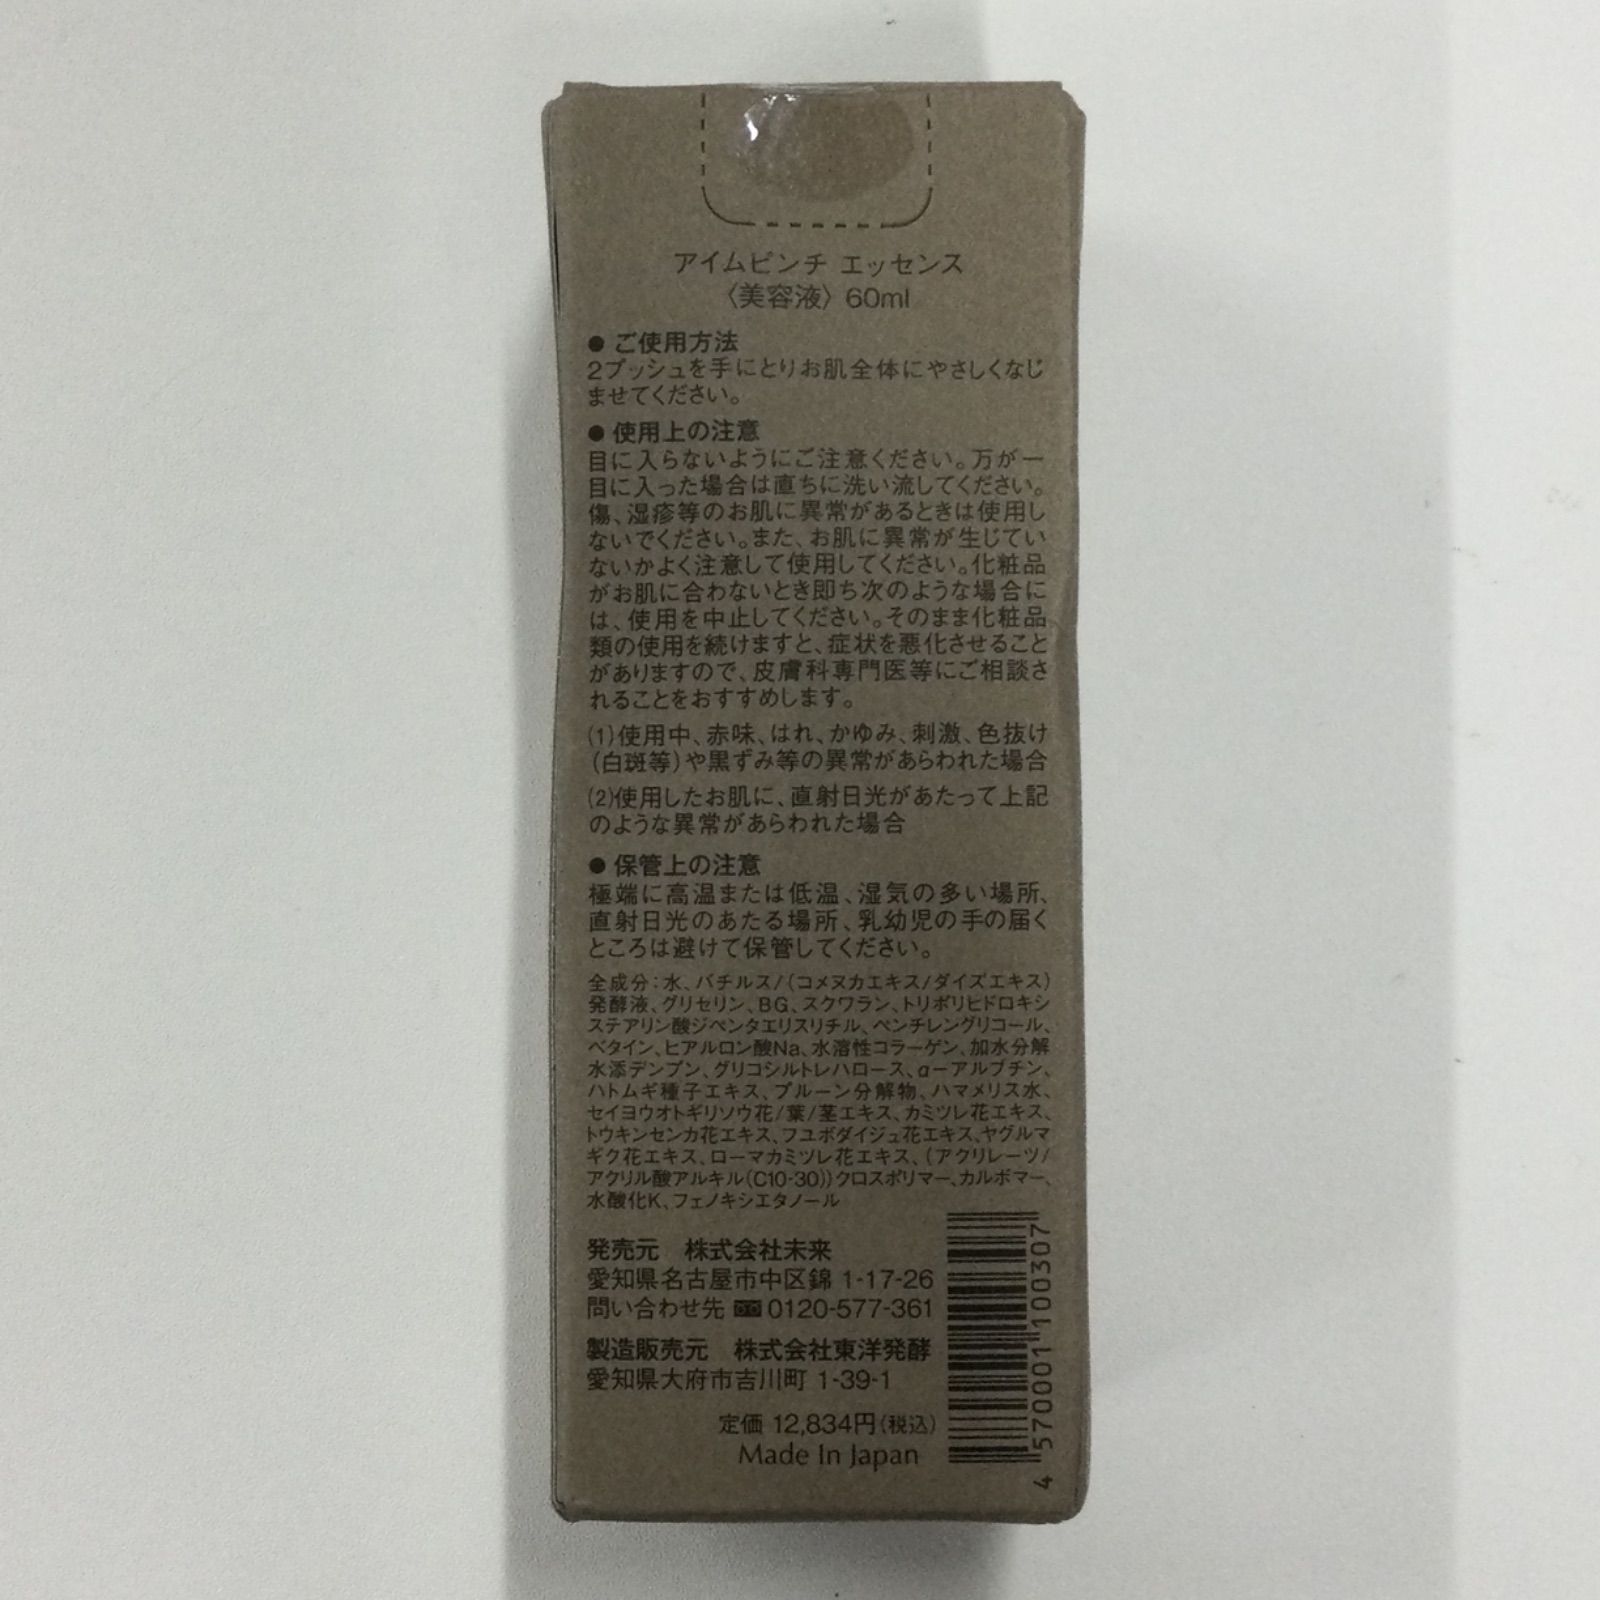 アイムピンチ エッセンス
〈美容液〉 60ml
● ご使用方法
2プッシュを手にとりお肌全体にやさしくなじ
ませてください。
● 使用上の注意
目に入らないようにご注意ください。万が一
目に入った場合は直ちに洗い流してください。
傷、湿疹等のお肌に異常があるときは使用し
ないでください。また、お肌に異常が生じてい
ないかよく注意して使用してください。化粧品
がお肌に合わないとき即ち次のような場合に
は、使用を中止してください。そのまま化粧品
類の使用を続けますと、症状を悪化させること
がありますので、皮膚科専門医等にご相談さ
れることをおすすめします。
(1)使用中、赤味、はれ、かゆみ、刺激、色抜け
(白斑等)や黒ずみ等の異常があらわれた場合
(2)使用したお肌に、直射日光があたって上記
のような異常があらわれた場合
● 保管上の注意
極端に高温または低温、湿気の多い場所、
直射日光のあたる場所、乳幼児の手の届く
ところは避けて保管してください。
全成分：水、バチルス/(コメヌカエキス/ダイズエキス)
発酵液、グリセリン、BG、スクワラン、トリポリヒドロキシ
ステアリン酸ジペンタエリスリチル、ペンチレングリコール、
ベタイン、ヒアルロン酸Na、水溶性コラーゲン、加水分解
水添デンプン、グリコシルトレハロース、α-アルブチン、
ハトムギ種子エキス、プルーン分解物、ハマメリス水、
セイヨウオトギリソウ花/葉/茎エキス、カミツレ花エキス、
トウキンセンカ花エキス、フユボダイジュ花エキス、ヤグルマ
ギク花エキス、ローマカミツレ花エキス、(アクリレーツ/
アクリル酸アルキル(C10-30))クロスポリマー、カルボマー、
水酸化K、フェノキシエタノール
発売元 株式会社未来
愛知県名古屋市中区錦 1-17-26
問い合わせ先 0120-577-361
製造販売元 株式会社東洋発酵
愛知県大府市吉川町 1-39-1
定価 12,834円(税込)
Made In Japan
4 570001 100307